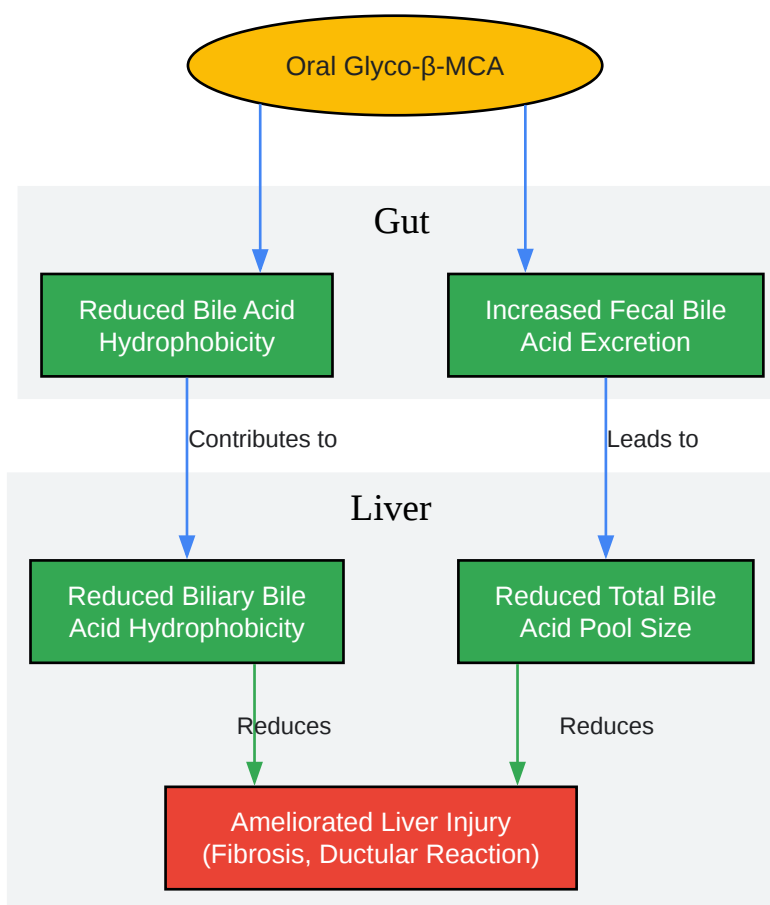 Oral Glyco-β-MCA
Gut
Reduced Bile Acid
Hydrophobicity
Increased Fecal Bile
Acid Excretion
Contributes to
Leads to
Liver
Reduced Biliary Bile
Acid Hydrophobicity
Reduced Total Bile
Acid Pool Size
Reduces
Reduces
Ameliorated Liver Injury
(Fibrosis, Ductular Reaction)